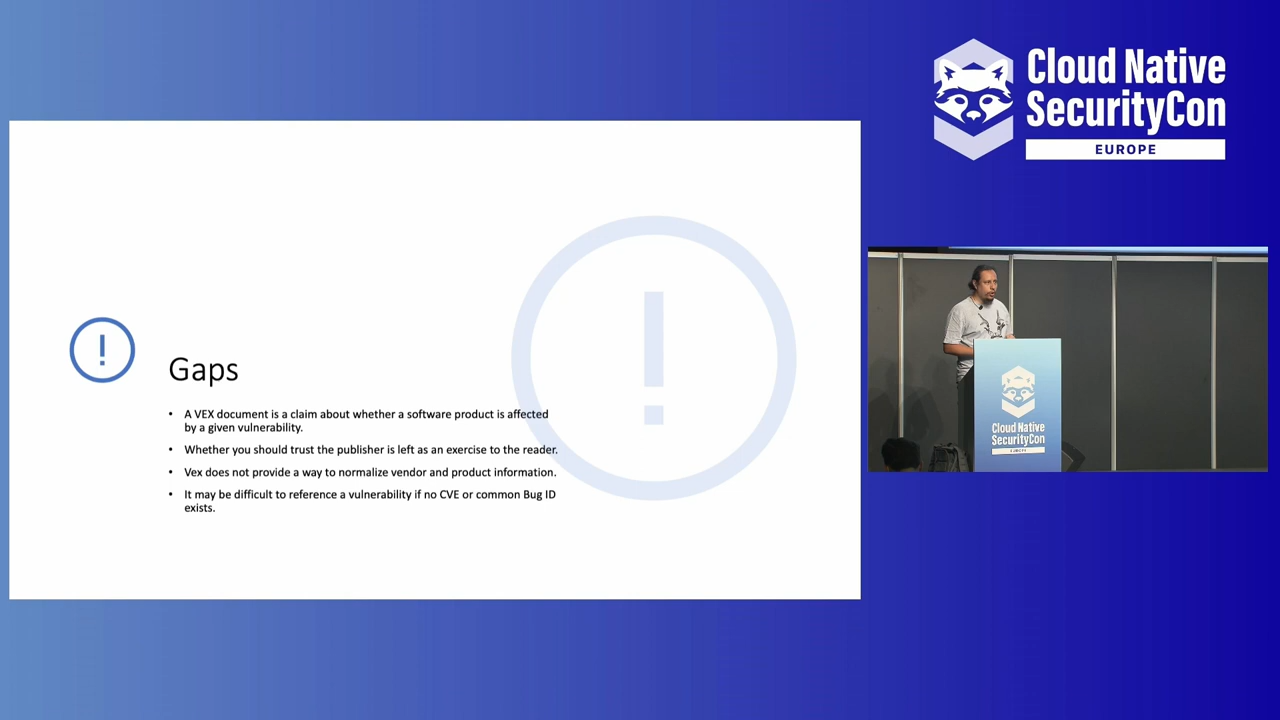 Cloud Native
SecurityCon
EUROPE
!
!
Gaps
• A VEX document is a claim about whether a software product is affected
by a given vulnerability.
• Whether you should trust the publisher is left as an exercise to the reader.
• Vex does not provide a way to normalize vendor and product information.
• It may be difficult to reference a vulnerability if no CVE or common Bug ID
exists.
Cloud Native
SecurityCon
EUROPE